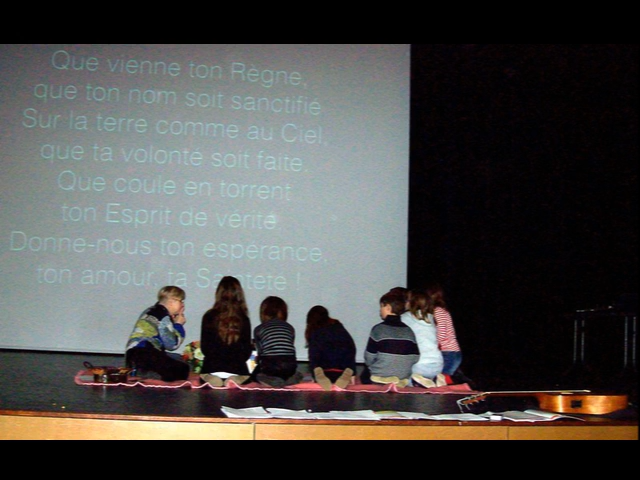 Que vienne ton Règne,
que ton nom soit sanctifié
Sur la terre comme au Ciel,
que ta volonté soit faite.
Que coule en torrent
ton Esprit de vérité.
Donne-nous ton espérance,
ton amour, ta Sainteté !